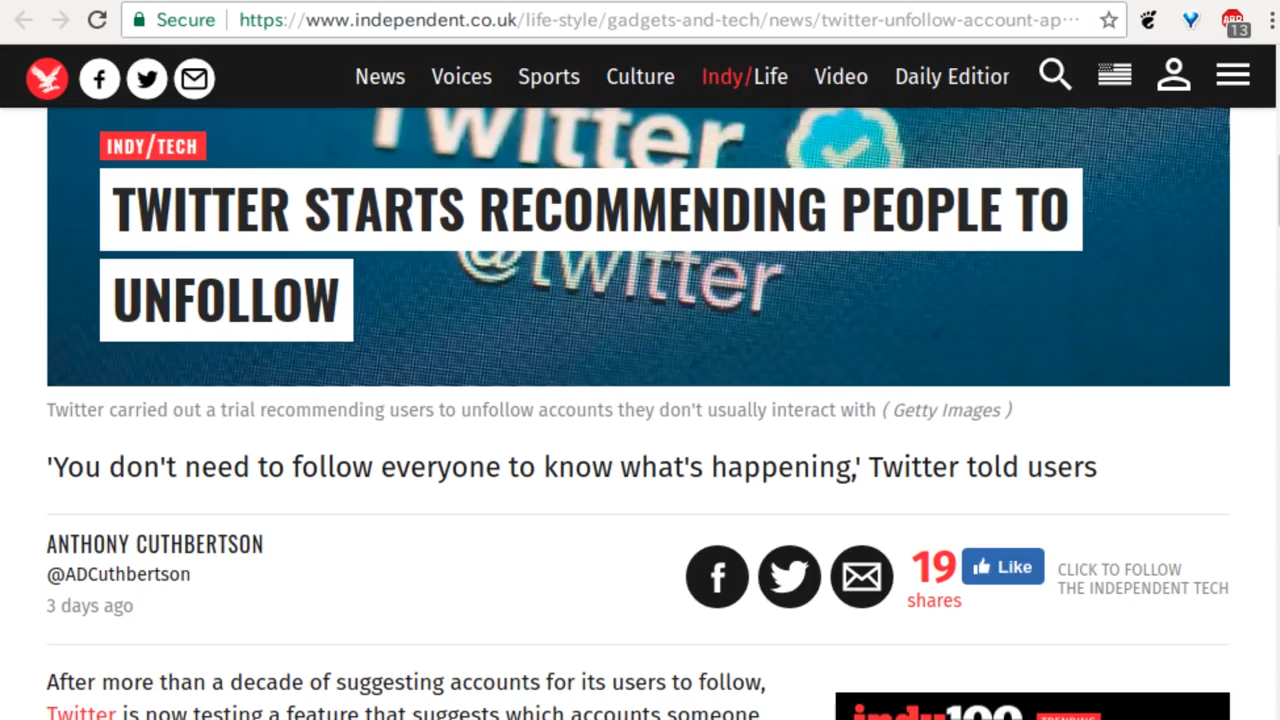 Secure https://www.independent.co.uk/life-style/gadgets-and-tech/news/twitter-unfollow-account-ap…
13
News Voices Sports Culture Indy/Life Video Daily Edition
Twitter
INDY/TECH
TWITTER STARTS RECOMMENDING PEOPLE TO
@twitter
UNFOLLOW
Twitter carried out a trial recommending users to unfollow accounts they don't usually interact with ( Getty Images )
'You don't need to follow everyone to know what's happening,' Twitter told users
ANTHONY CUTHBERTSON
@ADCuthbertson
3 days ago
19
shares
Like
CLICK TO FOLLOW
THE INDEPENDENT TECH
After more than a decade of suggesting accounts for its users to follow,
Twitter is now testing a feature that suggests which accounts someone
indy100 TRENDING